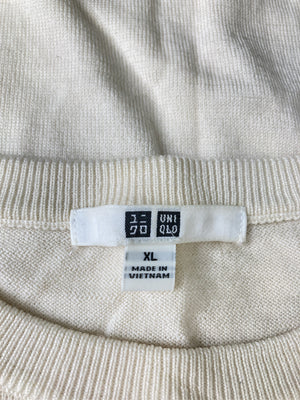 ユニ UNI
クロ QLO
XL
MADE IN
VIETNAM